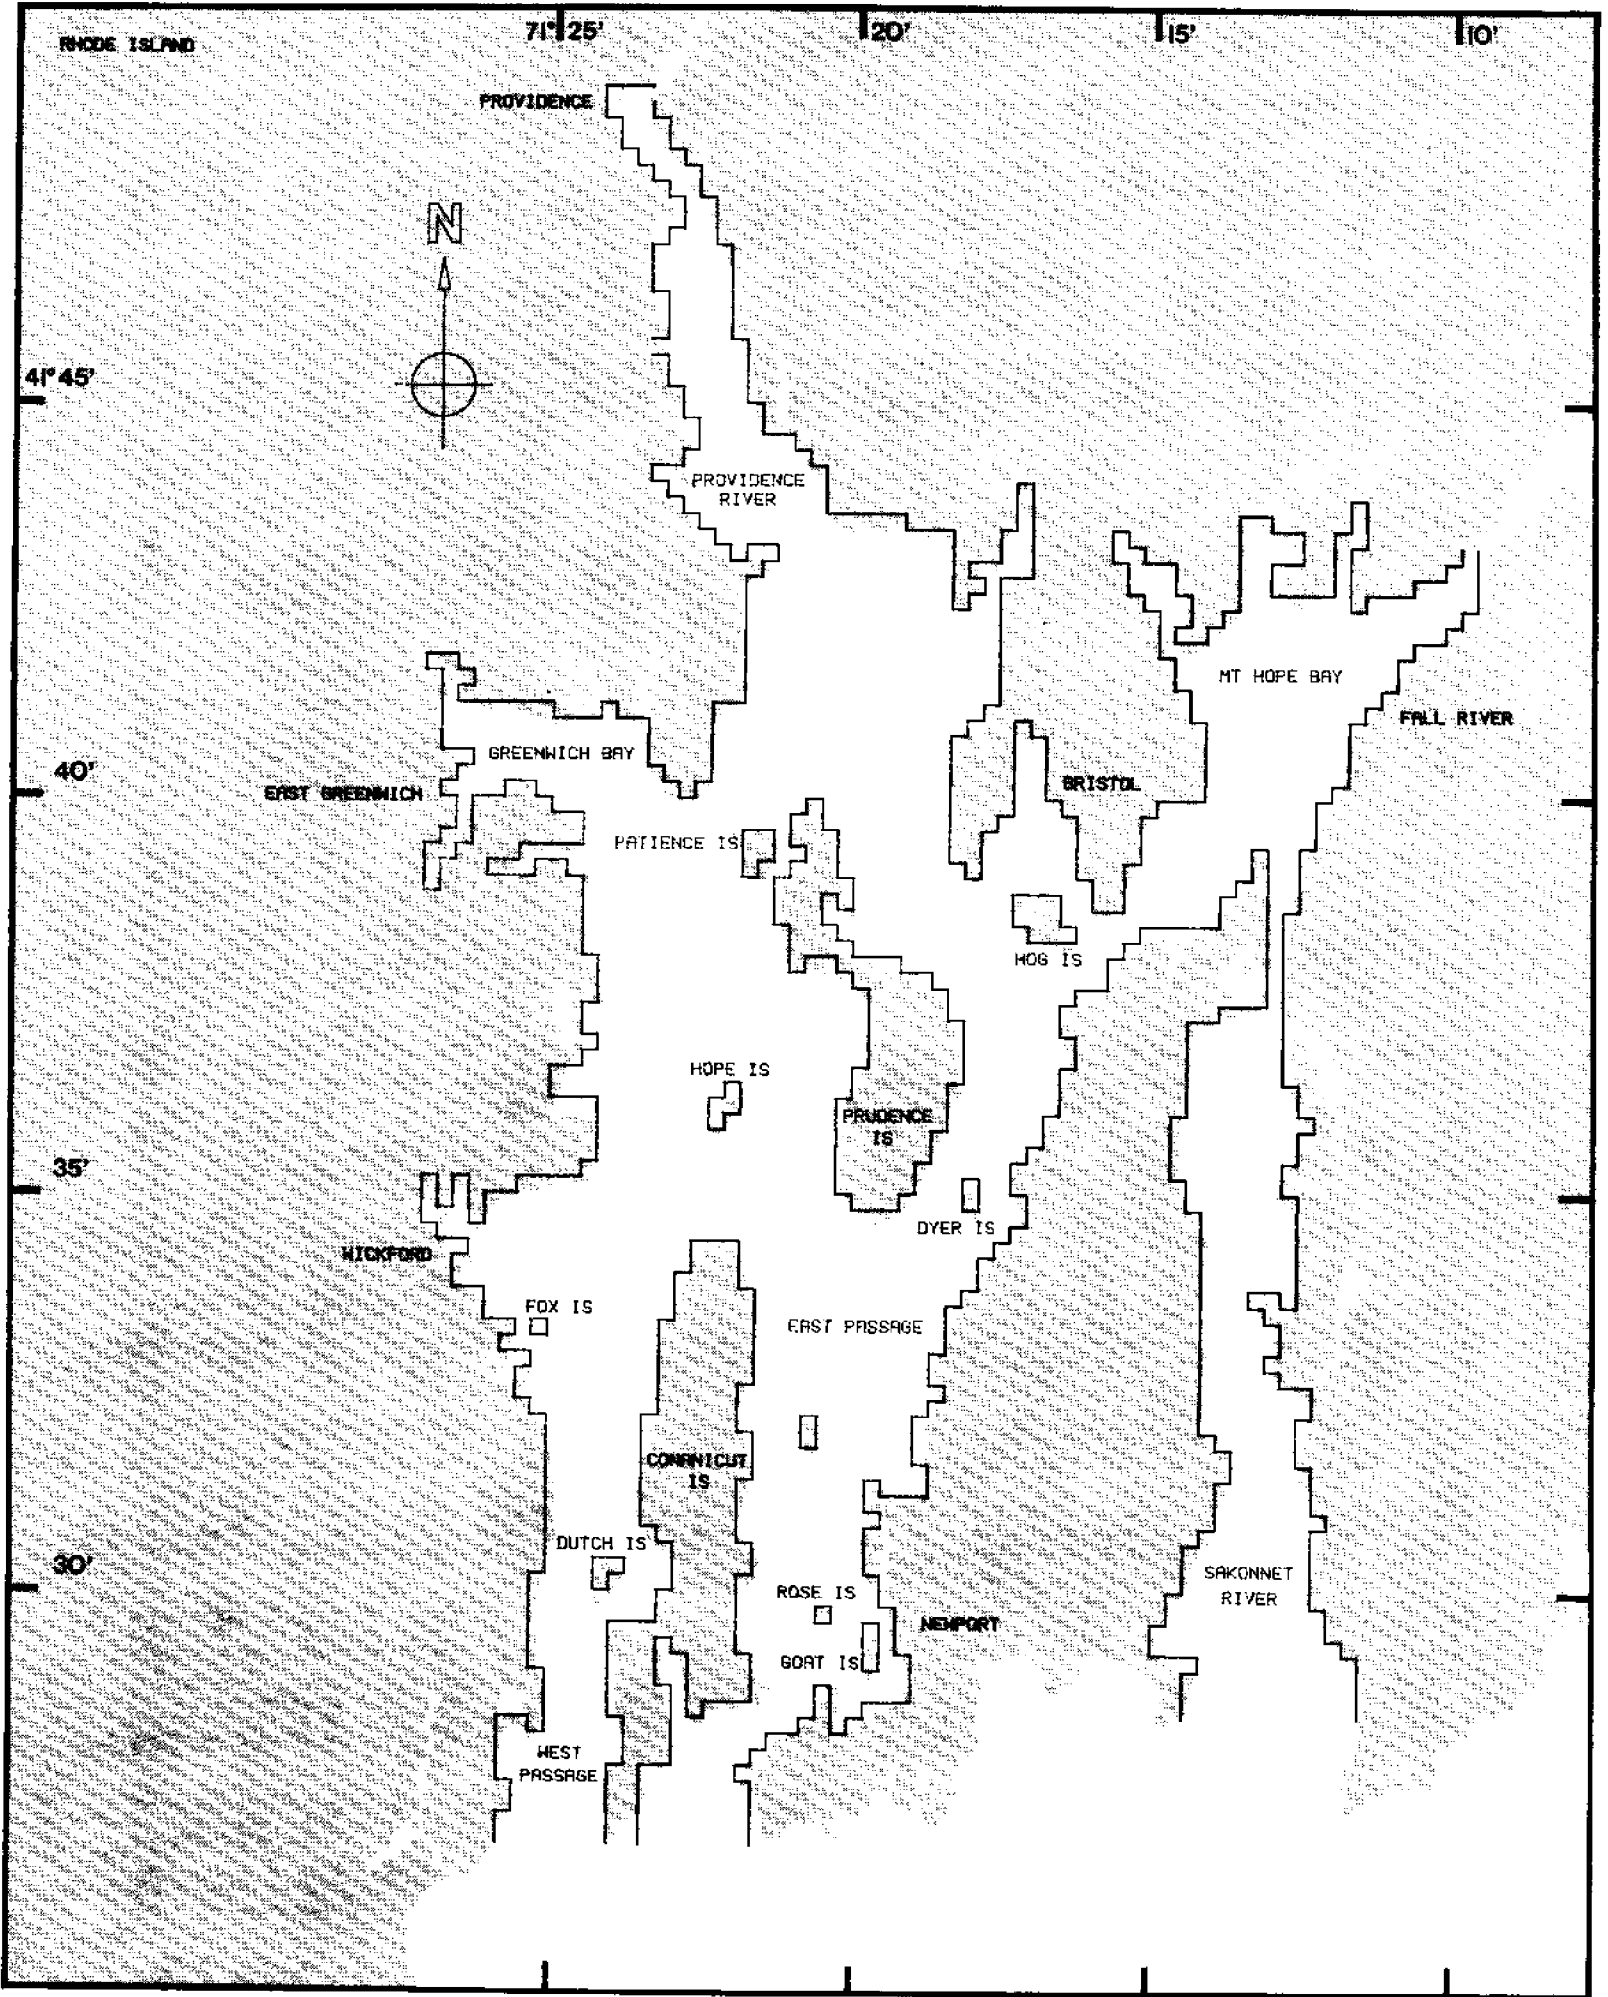 71° 25'
20'
15'
10'
RHODE ISLAND
PROVIDENCE
N
41° 45'
PROVIDENCE
RIVER
MT HOPE BAY
FALL RIVER
GREENWICH BAY
40'
BRISTOL
EAST GREENWICH
PATIENCE IS
HOG IS
HOPE IS
PRUDENCE
IS
35'
DYER IS
WICKFORD
FOX IS
EAST PASSAGE
CONANICUT
IS
DUTCH IS
30'
SAKONNET
RIVER
ROSE IS
NEWPORT
GOAT IS
WEST
PASSAGE